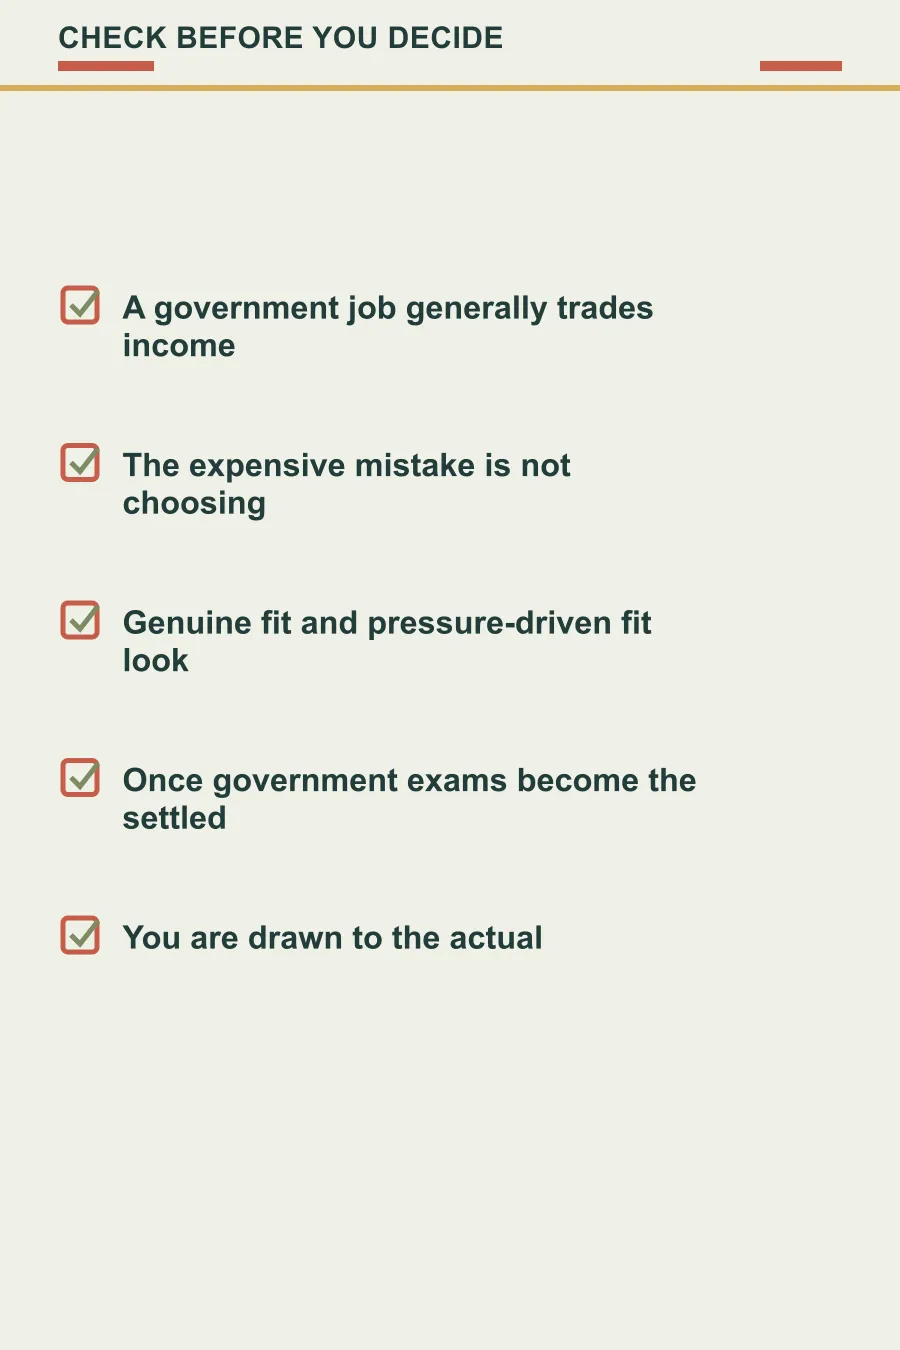 CHECK BEFORE YOU DECIDE
A government job generally trades
income
The expensive mistake is not
choosing
Genuine fit and pressure-driven fit
look
Once government exams become the
settled
You are drawn to the actual